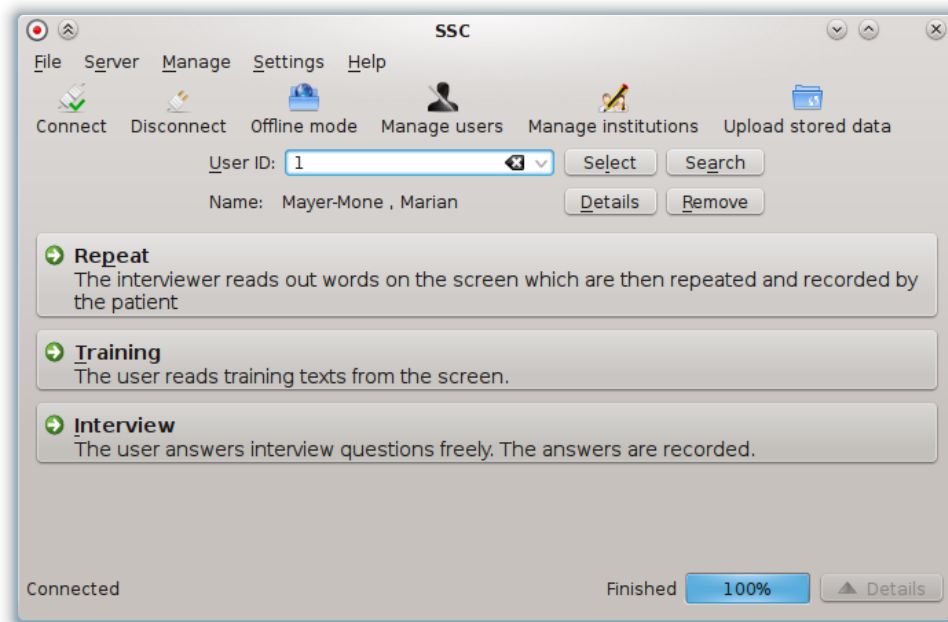 SSC
File Server Manage Settings Help
Connect Disconnect Offline mode Manage users Manage institutions Upload stored data
User ID: 1 Select Search
Name: Mayer-Mone , Marian Details Remove
Repeat
The interviewer reads out words on the screen which are then repeated and recorded by
the patient
Training
The user reads training texts from the screen.
Interview
The user answers interview questions freely. The answers are recorded.
Connected Finished 100% Details